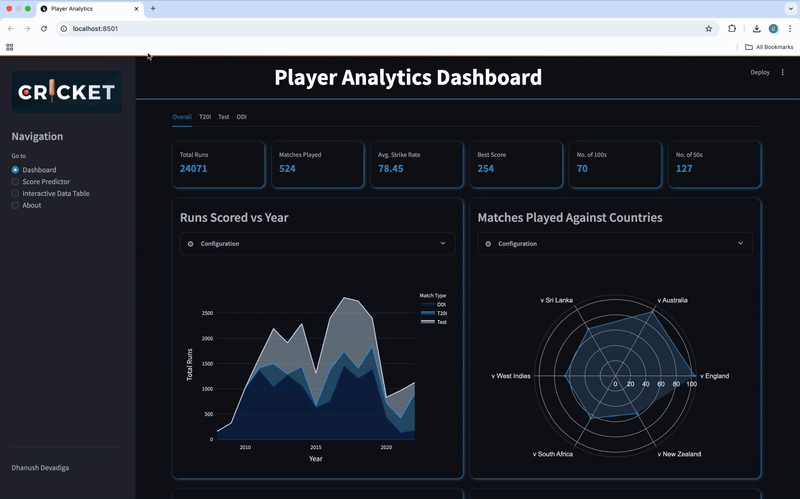 Player Analytics
localhost:8501
All Bookmarks
CRICKET
Navigation
Go to
Dashboard
Score Predictor
Interactive Data Table
About
Dhanush Devadiga
Player Analytics Dashboard
Deploy
Overall T20I Test ODI
Total Runs
24071
Matches Played
524
Avg. Strike Rate
78.45
Best Score
254
No. of 100s
70
No. of 50s
127
Runs Scored vs Year
Configuration
Match Type
ODI
T20I
Test
Total Runs
2500
2000
1500
1000
500
0
2010 2015 2020
Year
Matches Played Against Countries
Configuration
v Sri Lanka
v Australia
v West Indies
v England
0 20 40 60 80 100
v South Africa
v New Zealand